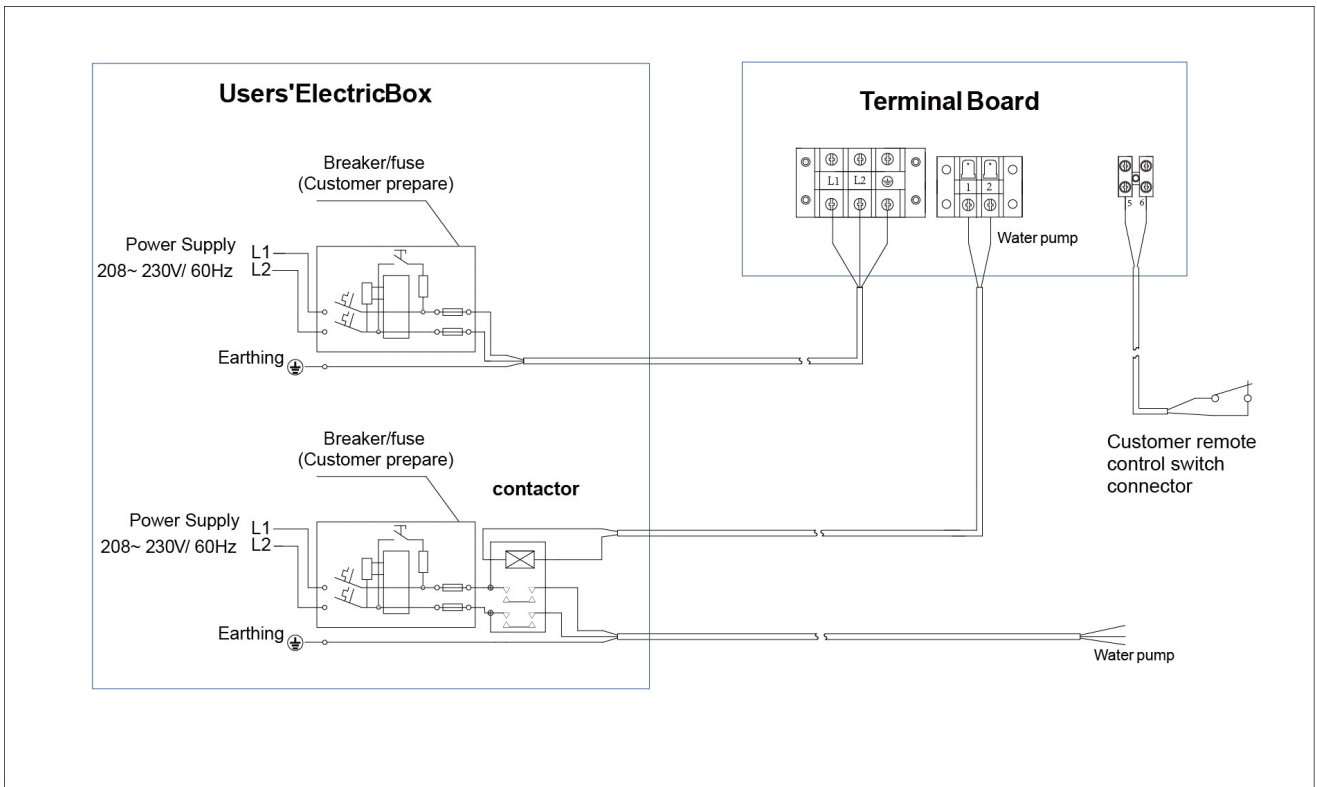 Users'ElectricBox
Breaker/fuse
(Customer prepare)
Power Supply L1
208~ 230V/ 60Hz L2
Earthing
Breaker/fuse
(Customer prepare)
contactor
Power Supply L1
208~ 230V/ 60Hz L2
Earthing
Terminal Board
L1 L2
1 2
5 6
Water pump
Customer remote
control switch
connector
Water pump